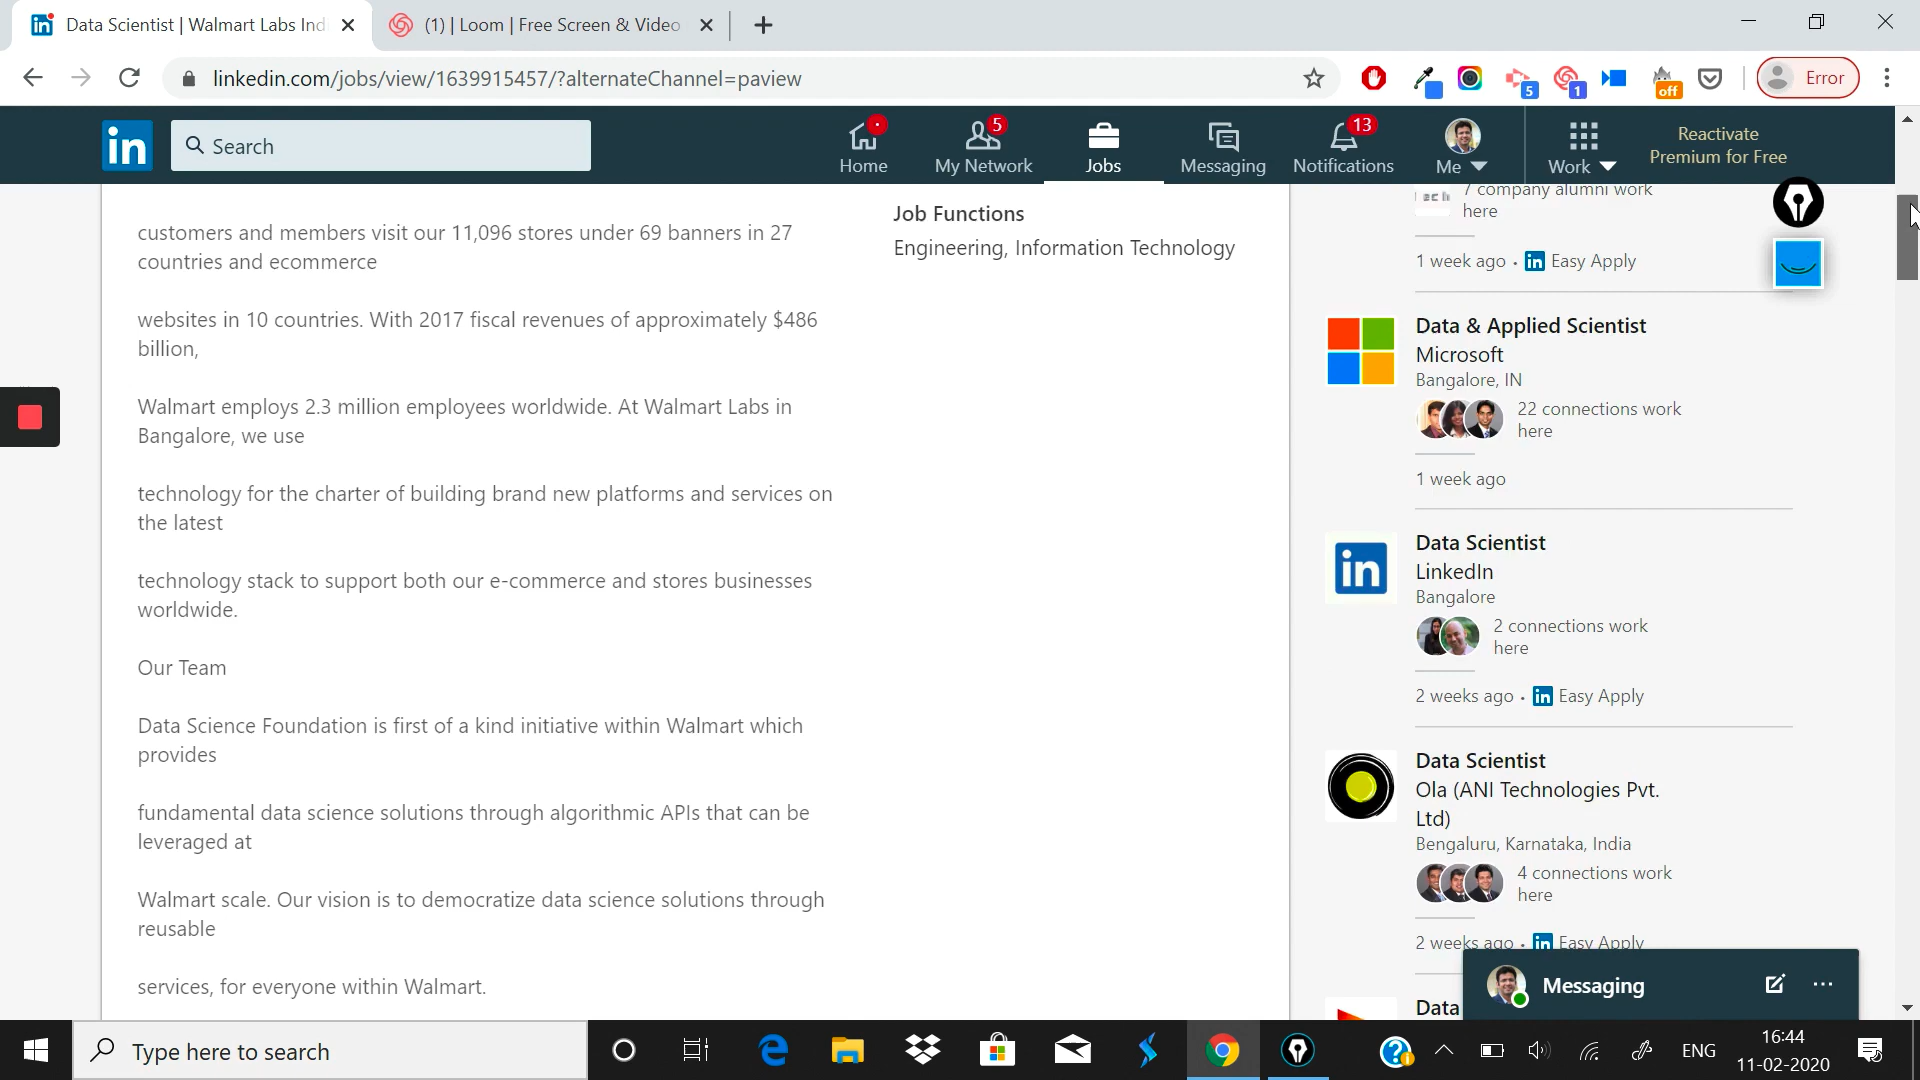 Data Scientist | Walmart Labs Ind
(1) | Loom | Free Screen & Video
linkedin.com/jobs/view/1639915457/?alternateChannel=paview
5
1
off
Error
in
Search
Home
5
My Network
Jobs
Messaging
13
Notifications
Me
Work
Reactivate
Premium for Free
customers and members visit our 11,096 stores under 69 banners in 27
countries and ecommerce
websites in 10 countries. With 2017 fiscal revenues of approximately $486
billion,
Walmart employs 2.3 million employees worldwide. At Walmart Labs in
Bangalore, we use
technology for the charter of building brand new platforms and services on
the latest
technology stack to support both our e-commerce and stores businesses
worldwide.
Our Team
Data Science Foundation is first of a kind initiative within Walmart which
provides
fundamental data science solutions through algorithmic APIs that can be
leveraged at
Walmart scale. Our vision is to democratize data science solutions through
reusable
services, for everyone within Walmart.
Job Functions
Engineering, Information Technology
7 company alumni work
here
1 week ago · in Easy Apply
Data & Applied Scientist
Microsoft
Bangalore, IN
22 connections work
here
1 week ago
in
Data Scientist
LinkedIn
Bangalore
2 connections work
here
2 weeks ago · in Easy Apply
Data Scientist
Ola (ANI Technologies Pvt.
Ltd)
Bengaluru, Karnataka, India
4 connections work
here
2 weeks ago · in Easy Apply
Data
Messaging
Type here to search
ENG
16:44
11-02-2020